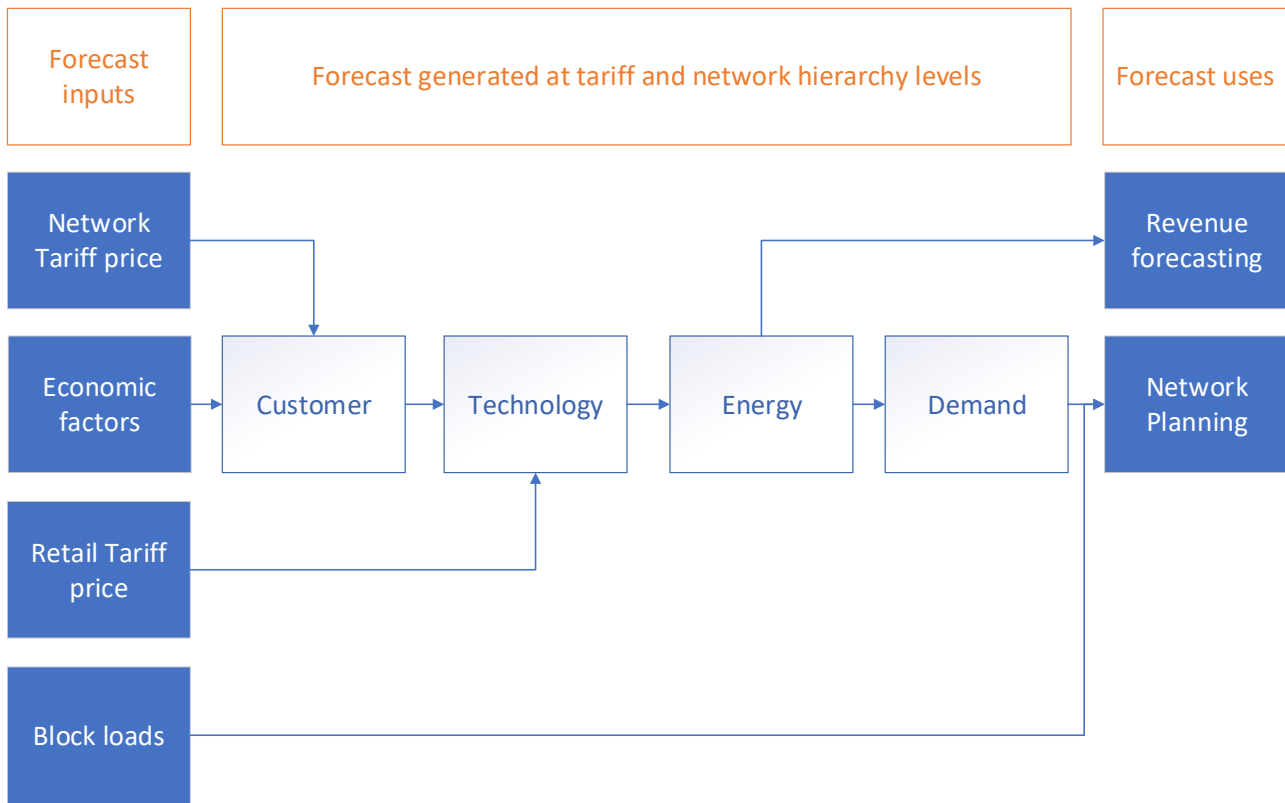 Forecast
inputs
Forecast generated at tariff and network hierarchy levels
Forecast uses
Network
Tariff price
Revenue
forecasting
Economic
factors
Customer
Technology
Energy
Demand
Network
Planning
Retail Tariff
price
Block loads